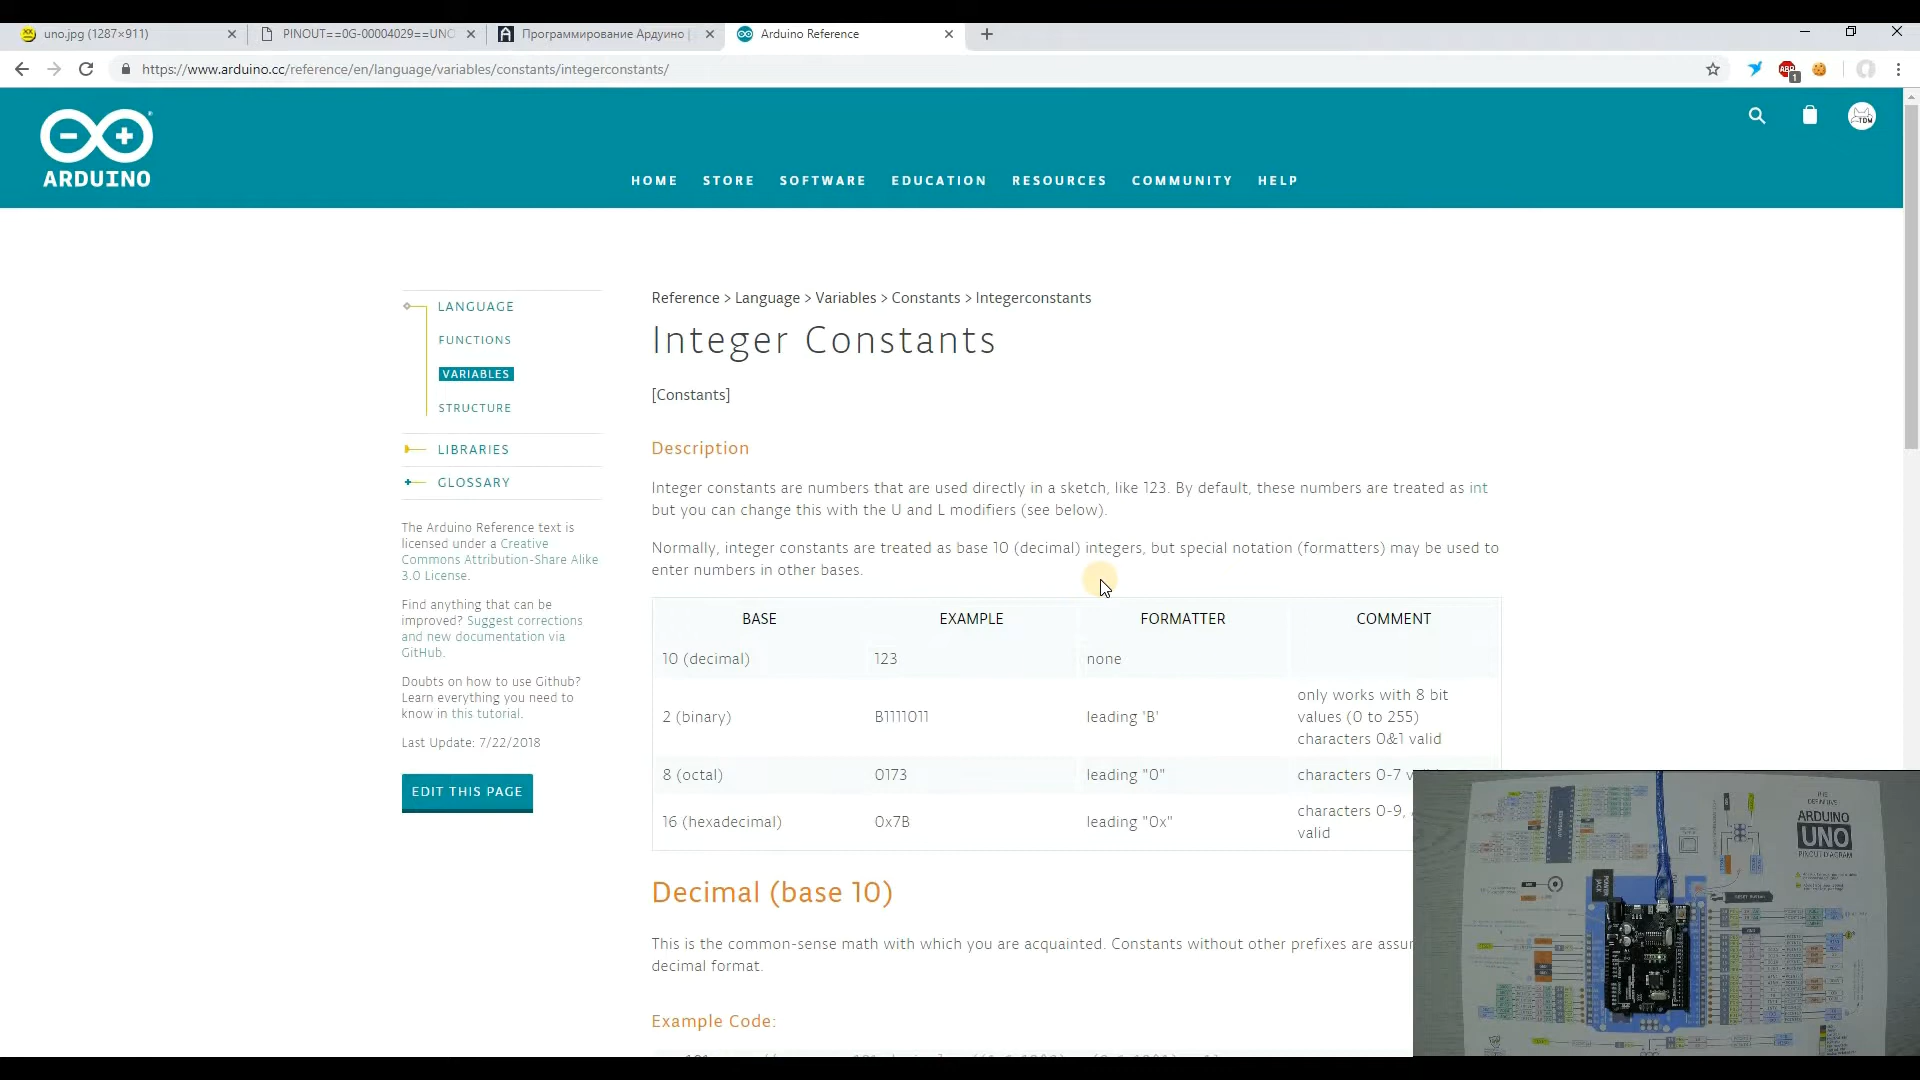 uno.jpg (1287×911)
PINOUT==0G-00004029==UNO
Программирование Ардуино |
Arduino Reference
https://www.arduino.cc/reference/en/language/variables/constants/integerconstants/
ABP
1
ARDUINO
TDM
HOME
STORE
SOFTWARE
EDUCATION
RESOURCES
COMMUNITY
HELP
LANGUAGE
FUNCTIONS
VARIABLES
STRUCTURE
LIBRARIES
GLOSSARY
The Arduino Reference text is
licensed under a Creative
Commons Attribution-Share Alike
3.0 License.
Find anything that can be
improved? Suggest corrections
and new documentation via
GitHub.
Doubts on how to use Github?
Learn everything you need to
know in this tutorial.
Last Update: 7/22/2018
EDIT THIS PAGE
Reference > Language > Variables > Constants > Integerconstants
Integer Constants
[Constants]
Description
Integer constants are numbers that are used directly in a sketch, like 123. By default, these numbers are treated as int
but you can change this with the U and L modifiers (see below).
Normally, integer constants are treated as base 10 (decimal) integers, but special notation (formatters) may be used to
enter numbers in other bases.
BASE EXAMPLE FORMATTER COMMENT
10 (decimal) 123 none
2 (binary) B1111011 leading 'B' only works with 8 bit
values (0 to 255)
characters 0&1 valid
8 (octal) 0173 leading "0" characters 0-7
16 (hexadecimal) 0x7B leading "0x" characters 0-9,
valid
Decimal (base 10)
This is the common-sense math with which you are acquainted. Constants without other prefixes are
decimal format.
Example Code:
THE
DEFINITIVE
ARDUINO
UNO
PINOUT DIAGRAM
POWER
JACK